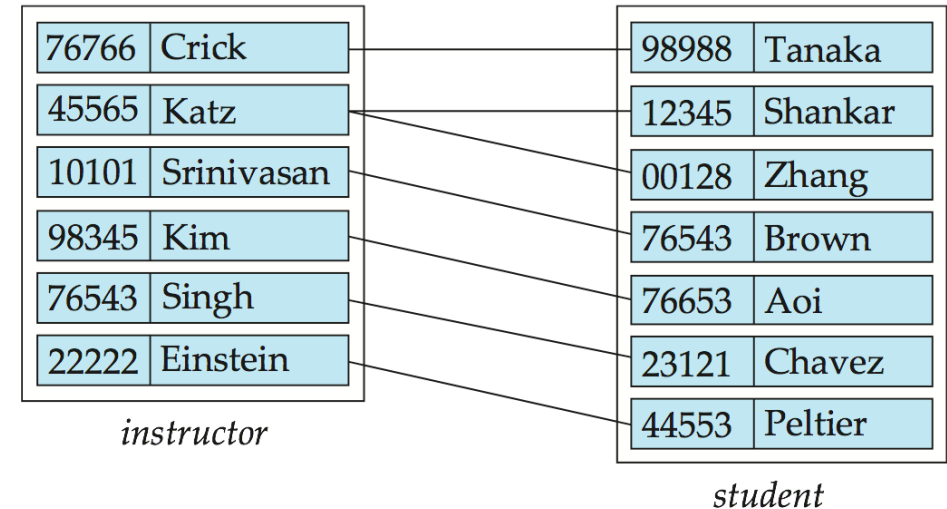 76766 Crick
45565 Katz
10101 Srinivasan
98345 Kim
76543 Singh
22222 Einstein
instructor
98988 Tanaka
12345 Shankar
00128 Zhang
76543 Brown
76653 Aoi
23121 Chavez
44553 Peltier
student